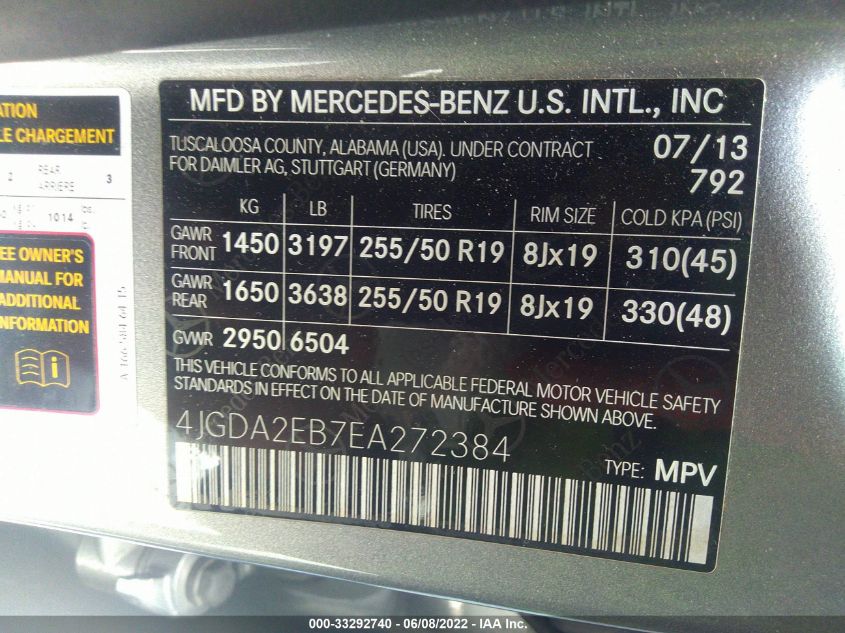 MFD BY MERCEDES-BENZ U.S. INTL., INC
TUSCALOOSA COUNTY, ALABAMA (USA). UNDER CONTRACT
FOR DAIMLER AG, STUTTGART (GERMANY)
07/13
792
KG LB TIRES RIM SIZE COLD KPA (PSI)
GAWR FRONT 1450 3197 255/50 R19 8Jx19 310(45)
GAWR REAR 1650 3638 255/50 R19 8Jx19 330(48)
GVWR 2950 6504
THIS VEHICLE CONFORMS TO ALL APPLICABLE FEDERAL MOTOR VEHICLE SAFETY
STANDARDS IN EFFECT ON THE DATE OF MANUFACTURE SHOWN ABOVE.
4JGDA2EB7EA272384
TYPE: MPV
CHARGEMENT
2 REAR 3
ARRIERE
1014
OWNER'S
MANUAL FOR
ADDITIONAL
INFORMATION
000-33292740 - 06/08/2022 - IAA Inc.